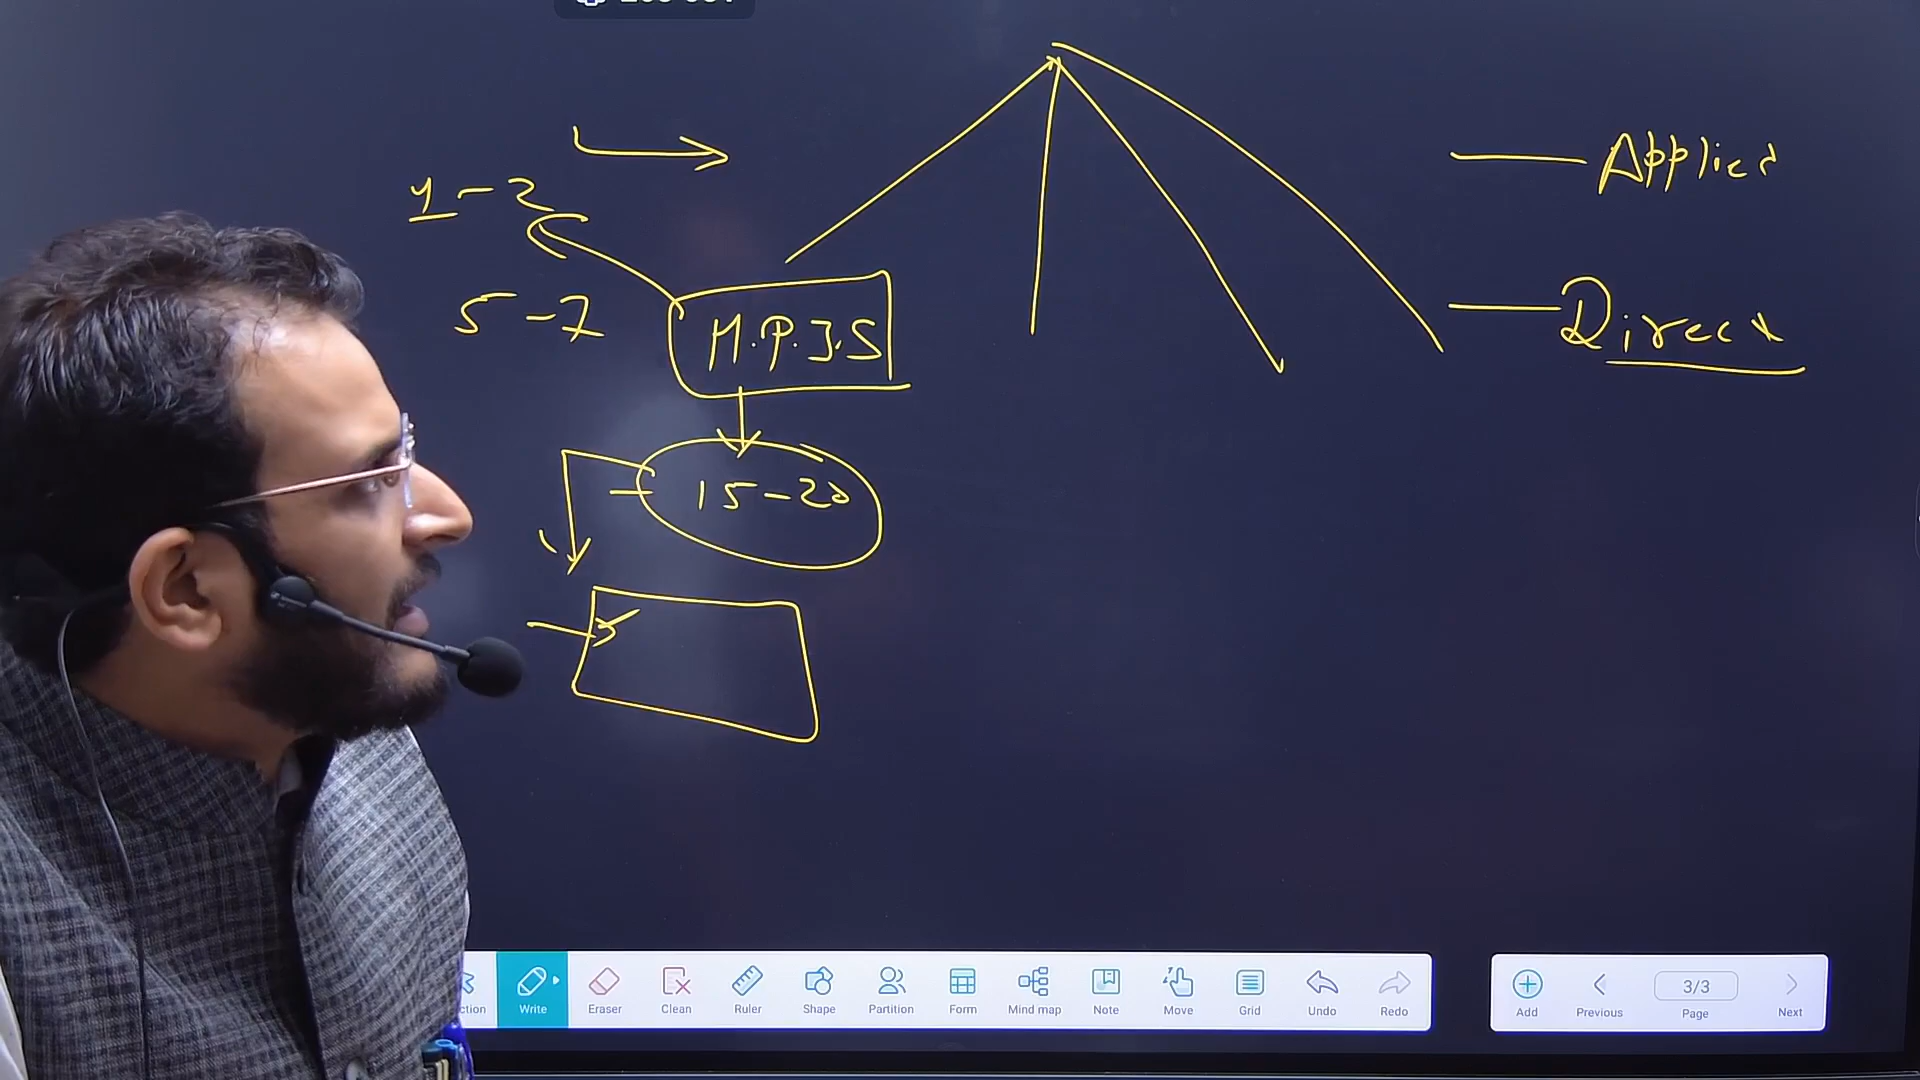 Applied
y-2
5-7
M.P.J.S
Direct
15-20
Write
Eraser
Clean
Ruler
Shape
Partition
Form
Mind map
Note
Move
Grid
Undo
Redo
Add
Previous
3/3
Page
Next